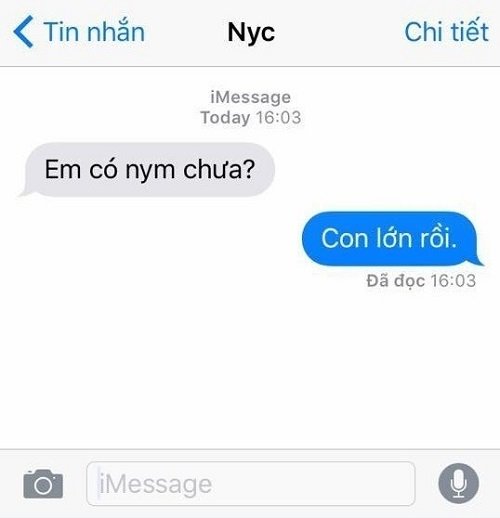 Tin nhắn Nyc Chi tiết
iMessage
Today 16:03
Em có nym chưa?
Con lớn rồi.
Đã đọc 16:03
iMessage